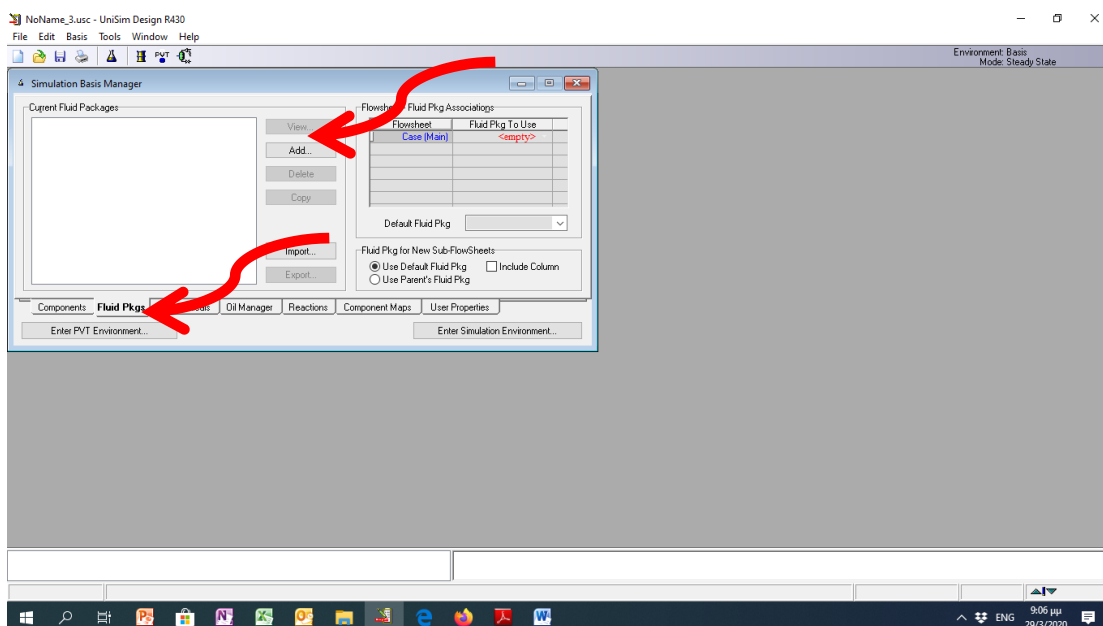 NoName_3.usc - UniSim Design R430
File Edit Basis Tools Window Help
PVT
Environment: Basis
Mode: Steady State
Simulation Basis Manager
Current Fluid Packages
View...
Add...
Delete
Copy
Import...
Export...
Fluid Pkg Associations
Flowsheet Fluid Pkg To Use
Case (Main) <empty>
Default Fluid Pkg
Fluid Pkg for New Sub-FlowSheets
Use Default Fluid Pkg Include Column
Use Parent's Fluid Pkg
Components Fluid Pkgs Oil Manager Reactions Component Maps User Properties
Enter PVT Environment...
Enter Simulation Environment...
ENG
9:06 μμ
29/3/2020